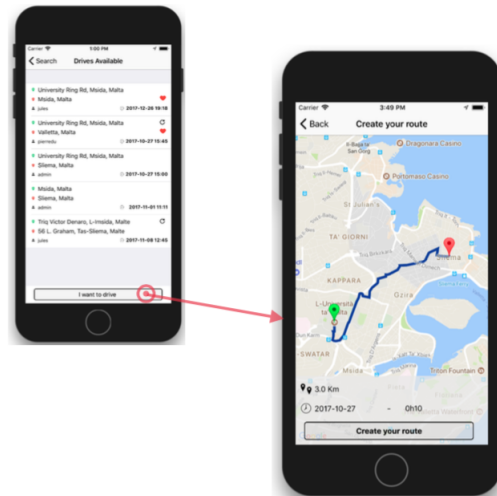 Carrier 1:00 PM
Search Drives Available
University Ring Rd, Msida, Malta
Msida, Malta
jules 2017-12-26 18:18
University Ring Rd, Msida, Malta
Valletta, Malta
pierredu 2017-10-27 15:45
University Ring Rd, Msida, Malta
Sliema, Malta
admin 2017-10-27 15:00
Msida, Malta
Sliema, Malta
admin 2017-11-01 11:11
Triq Victor Denaro, L-Imsida, Malte
56 L. Graham, Tas-Sliema, Malte
jules 2017-11-09 12:45
I want to drive
Carrier 3:49 PM
Back Create your route
Dragonara Casino
Portomaso Casino
St Julian's
TA' GIORNI
Sliema
KAPPARA
Gzira
L-Università
SWATAR
Msida
Triton Fountain
3.0 Km
2017-10-27 - 0h10
Create your route